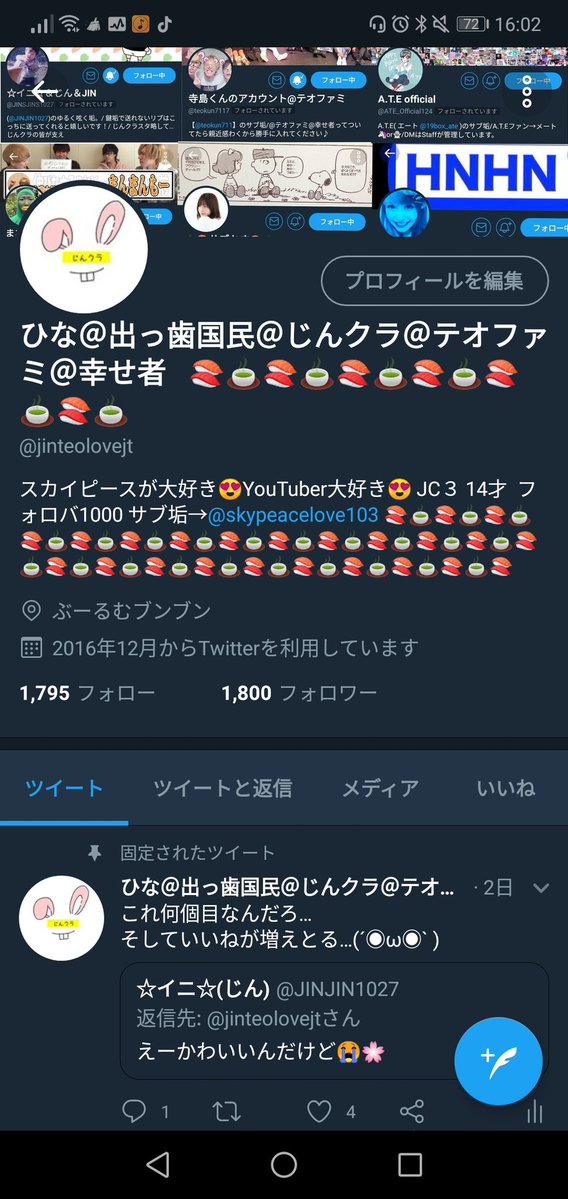 72 16:02
フォロー中
フォロー中
フォロー中
☆イニ☆&じん&JIN
@JINSJINS1027 フォローされています
(@JINJIN1027)のゆるく呟く垢。/ 鍵垢で送れないリプはこ
っちに送ってくれると嬉しいです！/ じんクラスタ略して…
じんクラの皆が支え
寺島くんのアカウント@テオファミ
@teokun7117 フォローされています
【@teokun711】のサブ垢/@テオファミ@幸せ者ってい
てたら親近感わくから勝手に入れてください♪
A.T.E official
@ATE_Official124 フォローされています
A.T.E( エート @19box_ate )のサブ垢/A.T.Eファン→メート
/DMはStaffが管理しています。
まんまんもー
HNHN
フォロー中
フォロー中
じんクラ
プロフィールを編集
ひな@出っ歯国民@じんクラ@テオファ
ミ@幸せ者 🍣🍵🍣🍵🍣🍵🍣🍵🍣
🍵🍣🍵
@jinteolovejt
スカイピースが大好き😍YouTuber大好き😍 JC３ 14才 フ
ォロバ1000 サブ垢→@skypeacelove103 🍣🍵🍣🍵🍣🍵
🍣🍵🍣🍵🍣🍵🍣🍵🍣🍵🍣🍵🍣🍵🍣🍵🍣🍵🍣🍵🍣
🍵🍣🍵🍣🍵🍣🍵🍣🍵🍣🍵🍣🍵🍣🍵🍣🍵🍣
ぶーるむブンブン
2016年12月からTwitterを利用しています
1,795 フォロー 1,800 フォロワー
ツイート ツイートと返信 メディア いいね
固定されたツイート
ひな@出っ歯国民@じんクラ@テオ... · 2日
じんクラ
これ何個目なんだろ...
そしていいねが増えとる...(´◉ω◉` )
☆イニ☆(じん) @JINJIN1027
返信先: @jinteolovejtさん
えーかわいいんだけど😭🌸
1 4